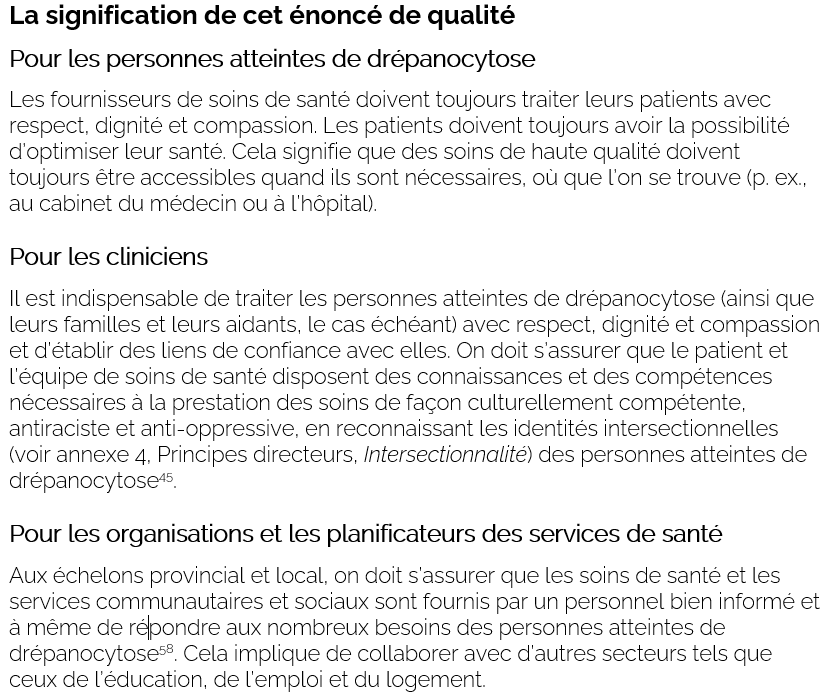 La signification de cet énoncé de qualité
Pour les personnes atteintes de drépanocytose
Les fournisseurs de soins de santé doivent toujours traiter leurs patients avec
respect, dignité et compassion. Les patients doivent toujours avoir la possibilité
d'optimiser leur santé. Cela signifie que des soins de haute qualité doivent
toujours être accessibles quand ils sont nécessaires, où que l'on se trouve (p. ex.,
au cabinet du médecin ou à l'hôpital).
Pour les cliniciens
Il est indispensable de traiter les personnes atteintes de drépanocytose (ainsi que
leurs familles et leurs aidants, le cas échéant) avec respect, dignité et compassion
et d'établir des liens de confiance avec elles. On doit s'assurer que le patient et
l'équipe de soins de santé disposent des connaissances et des compétences
nécessaires à la prestation des soins de façon culturellement compétente,
antiraciste et anti-oppressive, en reconnaissant les identités intersectionnelles
(voir annexe 4, Principes directeurs, Intersectionnalité) des personnes atteintes de
drépanocytose⁴⁵.
Pour les organisations et les planificateurs des services de santé
Aux échelons provincial et local, on doit s'assurer que les soins de santé et les
services communautaires et sociaux sont fournis par un personnel bien informé et
à même de répondre aux nombreux besoins des personnes atteintes de
drépanocytose⁵⁸. Cela implique de collaborer avec d'autres secteurs tels que
ceux de l'éducation, de l'emploi et du logement.